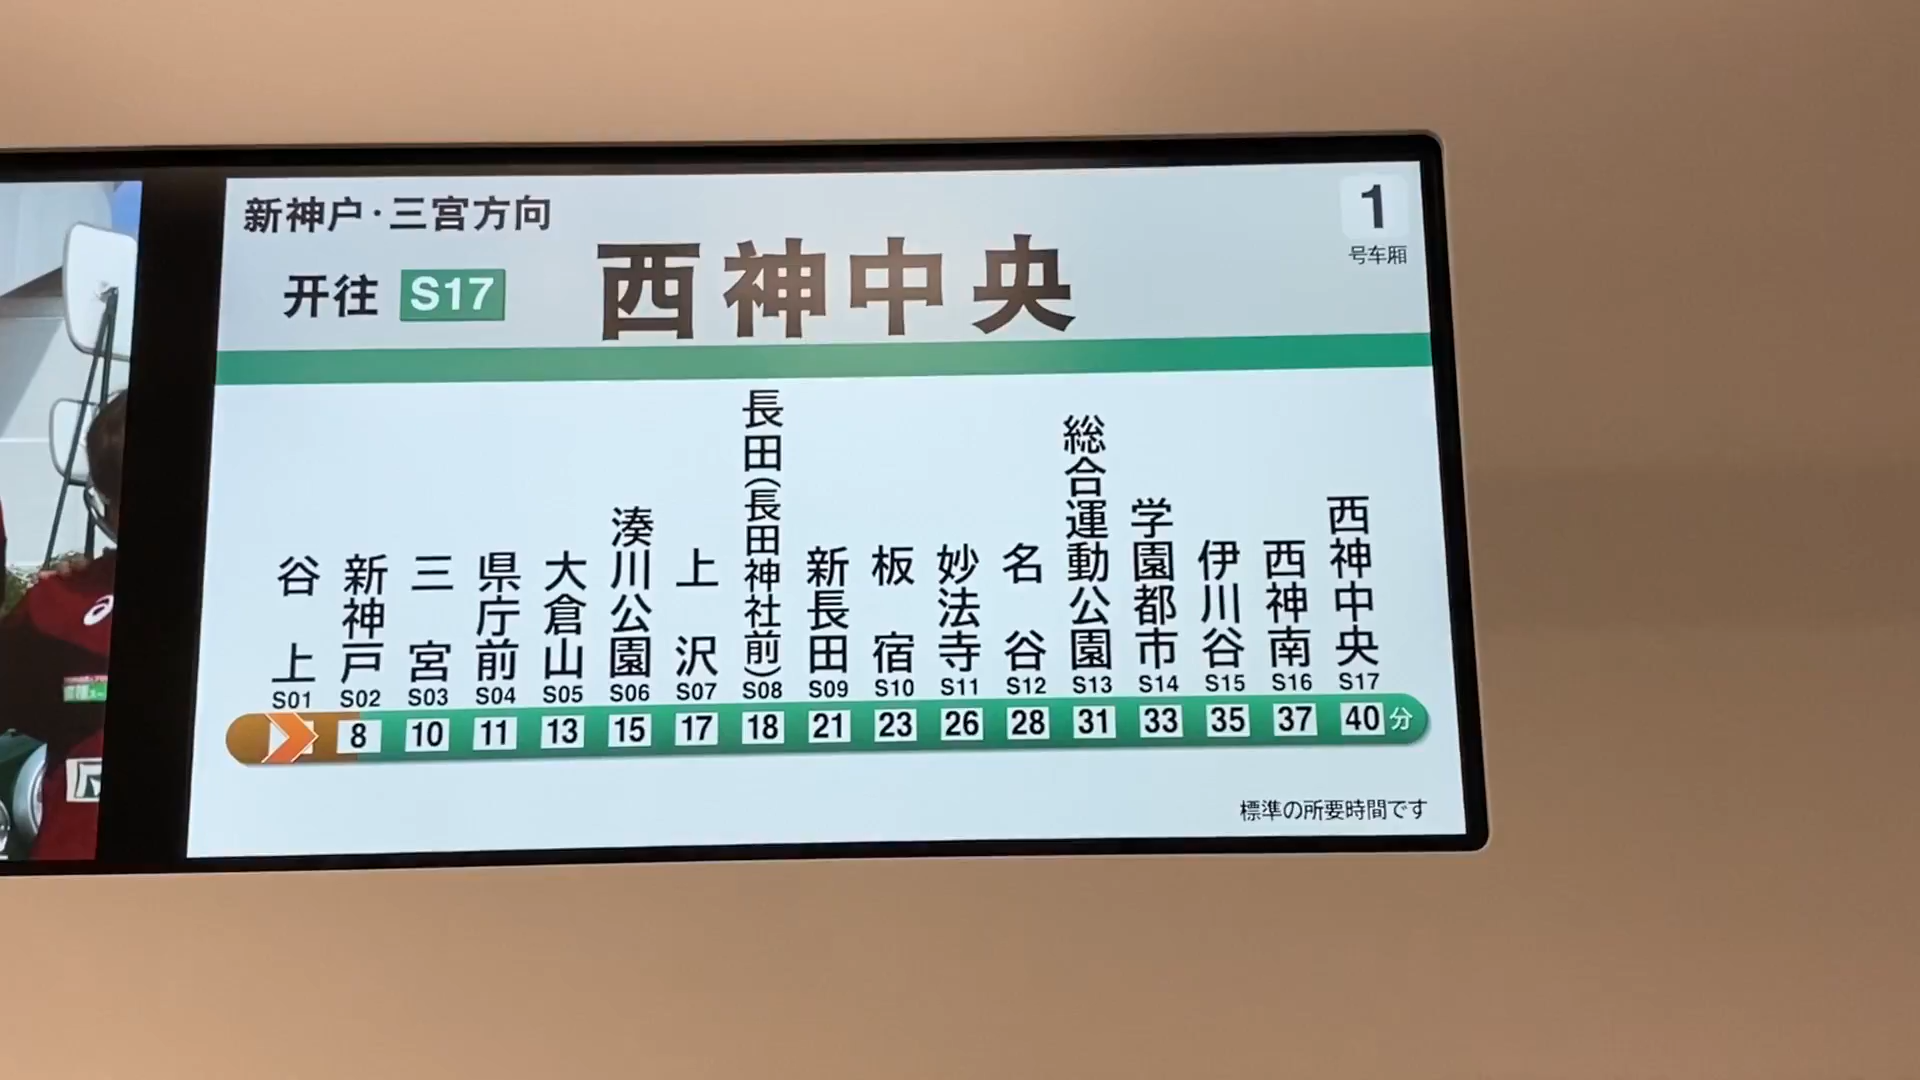 新神户·三宫方向
1
号车厢
开往 S17 西神中央
谷上 新神戸 三宮 県庁前 大倉山 湊川公園 上沢 長田(長田神社前) 新長田 板宿 妙法寺 名谷 総合運動公園 学園都市 伊川谷 西神南 西神中央
S01 S02 S03 S04 S05 S06 S07 S08 S09 S10 S11 S12 S13 S14 S15 S16 S17
8 10 11 13 15 17 18 21 23 26 28 31 33 35 37 40 分
標準の所要時間です